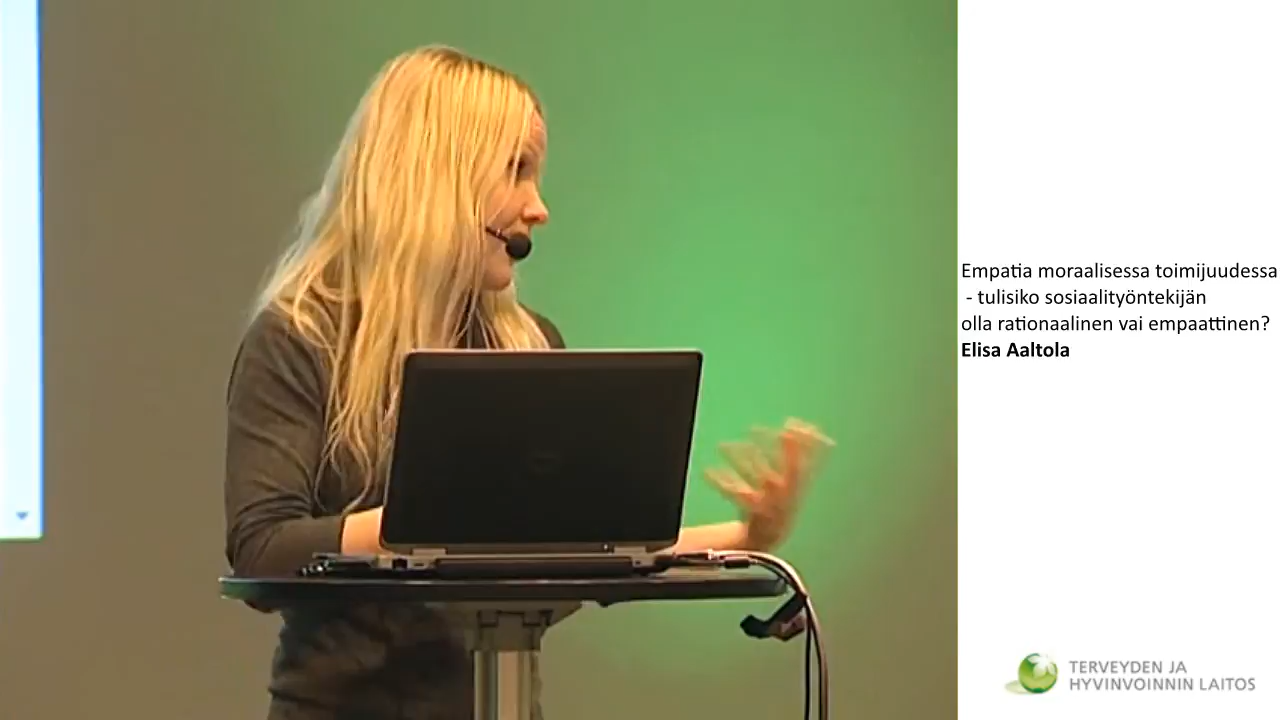 Empatia moraalisessa toimijuudessa
- tulisiko sosiaalityöntekijän
olla rationaalinen vai empaattinen?
Elisa Aaltola
TERVEYDEN JA
HYVINVOINNIN LAITOS